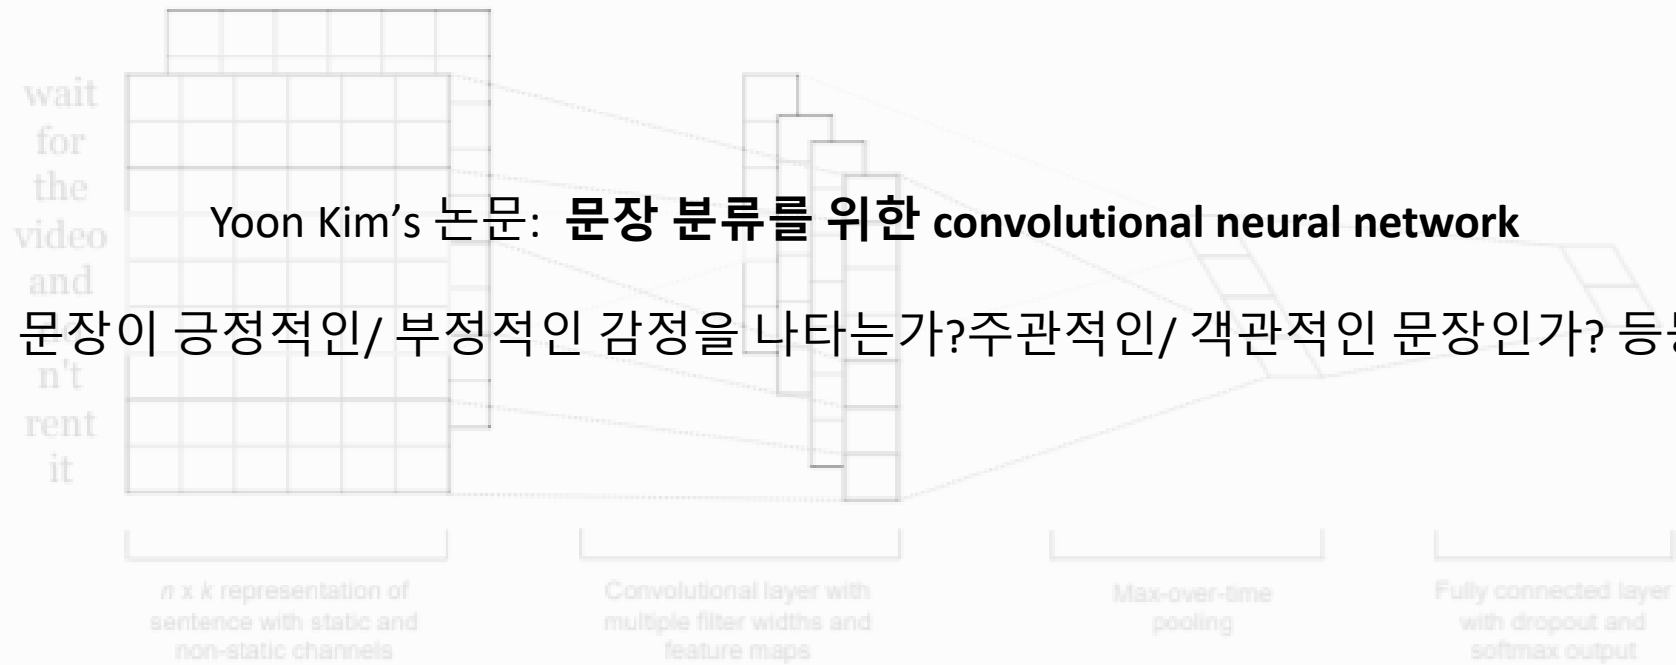 wait
for
the
video
and
n't
rent
it
Yoon Kim's 논문: 문장 분류를 위한 convolutional neural network
문장이 긍정적인/ 부정적인 감정을 나타는가?주관적인/ 객관적인 문장인가?
n x k representation of
sentence with static and
non-static channels
Convolutional layer with
multiple filter widths and
feature maps
Max-over-time
pooling
Fully connected layer
with dropout and
softmax output